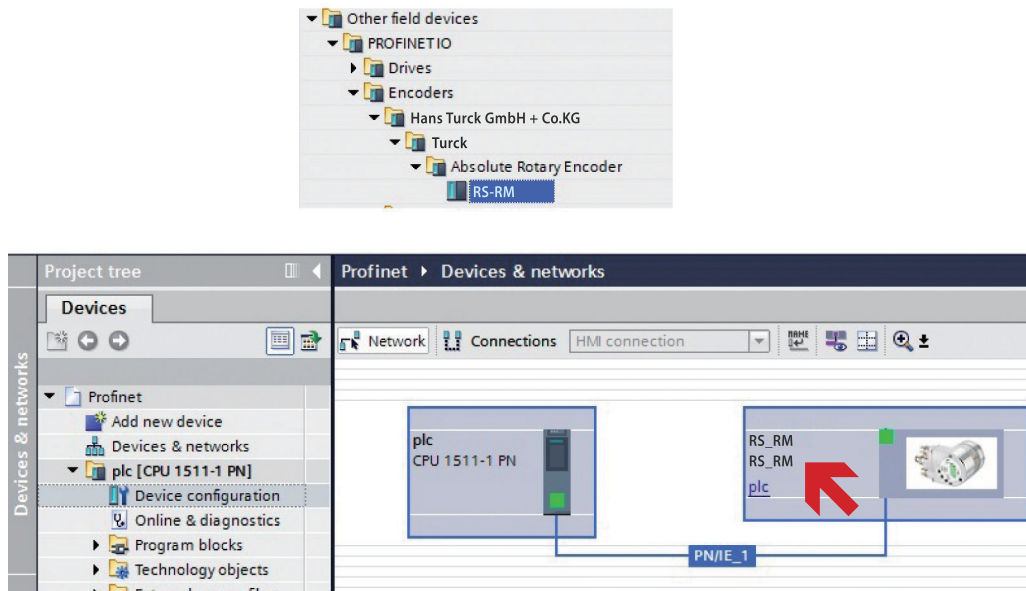 Other field devices
PROFINET IO
Drives
Encoders
Hans Turck GmbH + Co.KG
Turck
Absolute Rotary Encoder
RS-RM
Project tree
Profinet Devices & networks
Devices
Network Connections HMI connection
Devices & networks
Profinet
Add new device
Devices & networks
plc [CPU 1511-1 PN]
Device configuration
Online & diagnostics
Program blocks
Technology objects
plc
CPU 1511-1 PN
RS_RM
RS_RM
plc
PN/IE_1